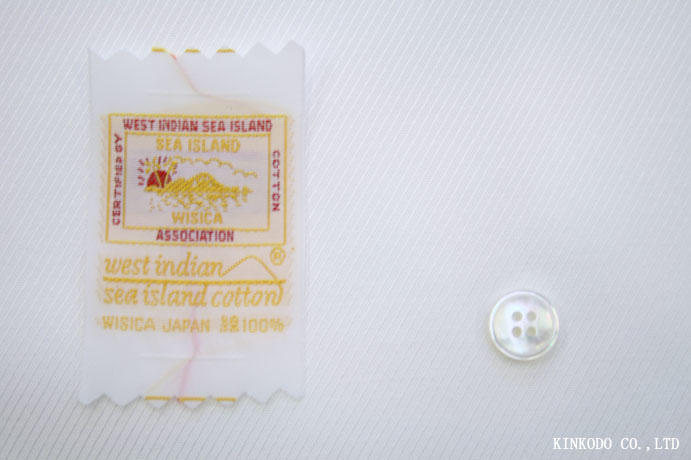 WEST INDIAN SEA ISLAND
CERTIFIED BY
SEA ISLAND
WISICA
COTTON
ASSOCIATION
west indian ®
sea island cotton
WISICA JAPAN 綿100%
KINKODO CO.,LTD